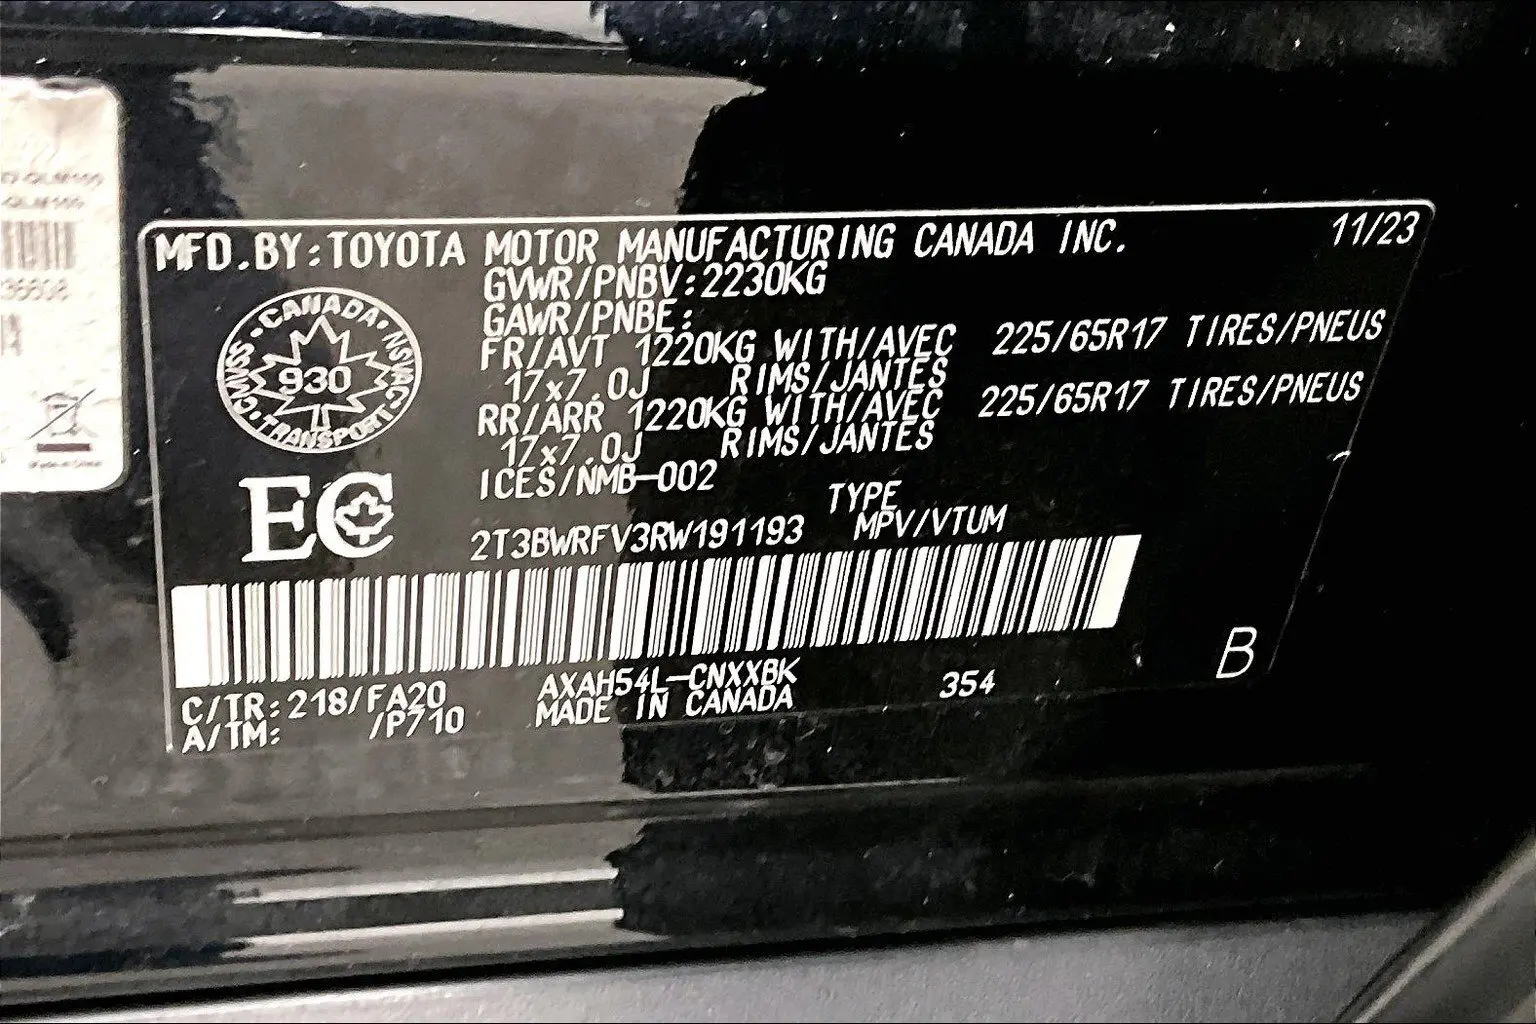 MFD.BY:TOYOTA MOTOR MANUFACTURING CANADA INC. 11/23
GVWR/PNBV:2230KG
GAWR/PNBE:
FR/AVT 1220KG WITH/AVEC 225/65R17 TIRES/PNEUS
17x7.0J RIMS/JANTES
RR/ARR 1220KG WITH/AVEC 225/65R17 TIRES/PNEUS
17x7.0J RIMS/JANTES
ICES/NMB-002
CANADA
930
TRANSPORT
EC
TYPE
2T3BWRFV3RW191193 MPV/VTUM
B
C/TR:218/FA20 AXAH54L-CNXXBK 354
A/TM: /P710 MADE IN CANADA